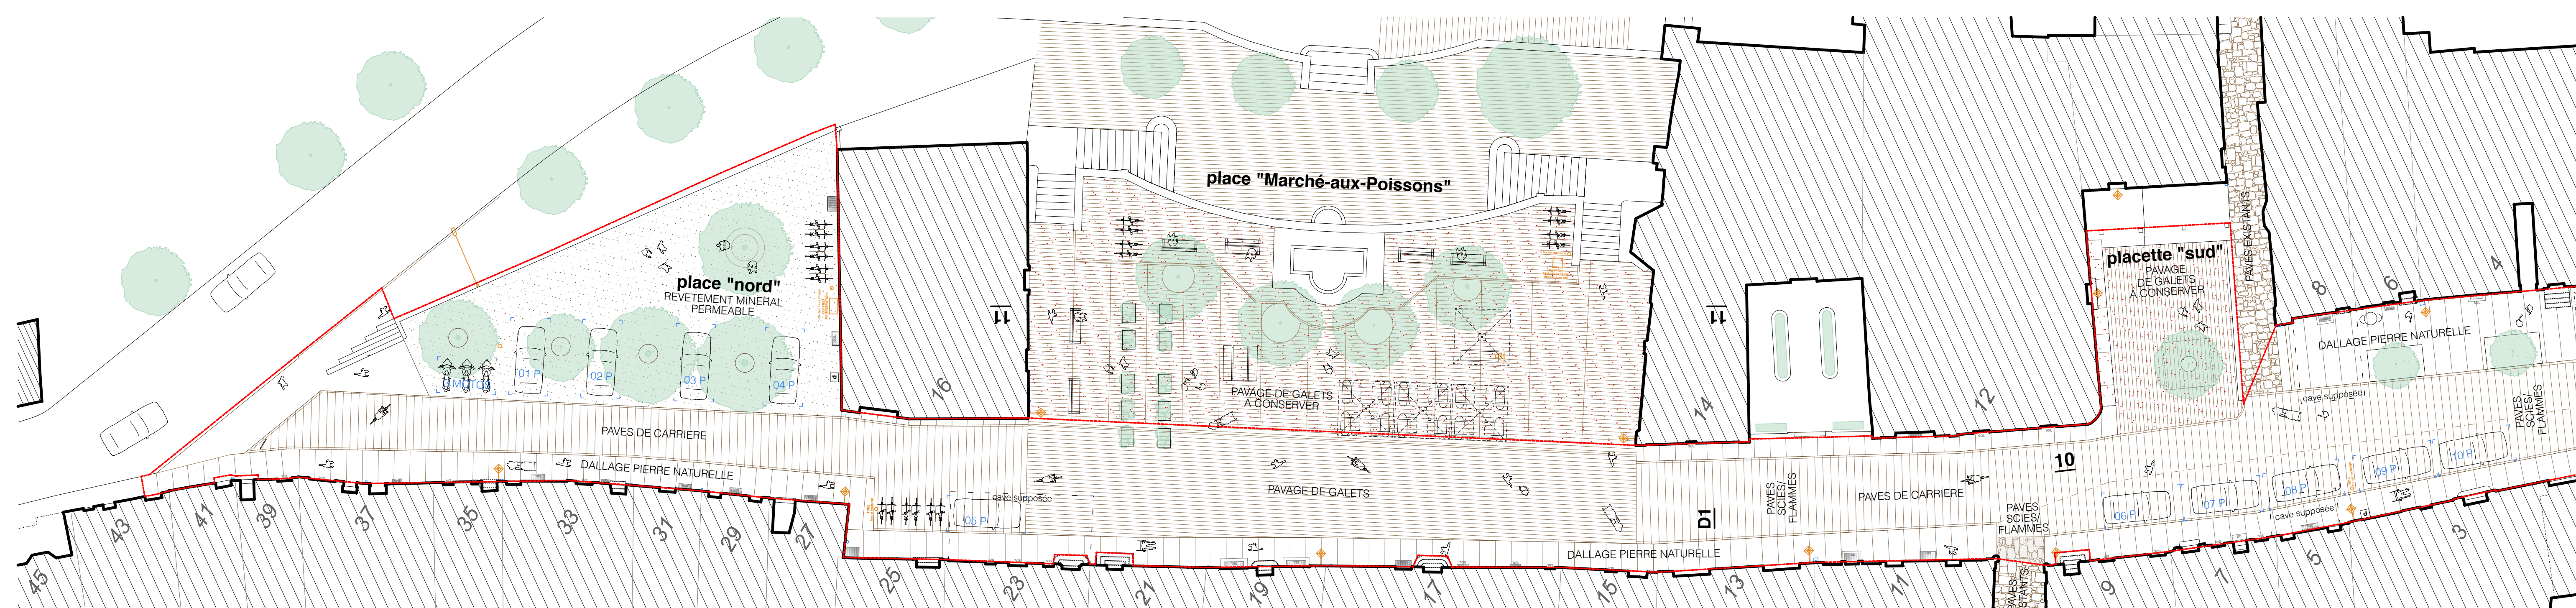 place "Marché-aux-Poissons"
place "nord"
REVETEMENT MINERAL
PERMEABLE
placette "sud"
PAVAGE
DE GALETS
A CONSERVER
PAVES EXISTANTS
01 P
02 P
03 P
04 P
16
11
11
14
12
8
6
4
DALLAGE PIERRE NATURELLE
PAVAGE DE GALETS
A CONSERVER
cave supposée
PAVES
SCIES/
FLAMMES
PAVES DE CARRIERE
DALLAGE PIERRE NATURELLE
PAVAGE DE GALETS
cave supposée
05 P
D1
PAVES
SCIES/
FLAMMES
PAVES DE CARRIERE
10
PAVES
SCIES/
FLAMMES
06 P
07 P
08 P
09 P
10 P
cave supposée
DALLAGE PIERRE NATURELLE
45
43
41
39
37
35
33
31
29
27
25
23
21
19
17
15
13
11
9
7
5
3